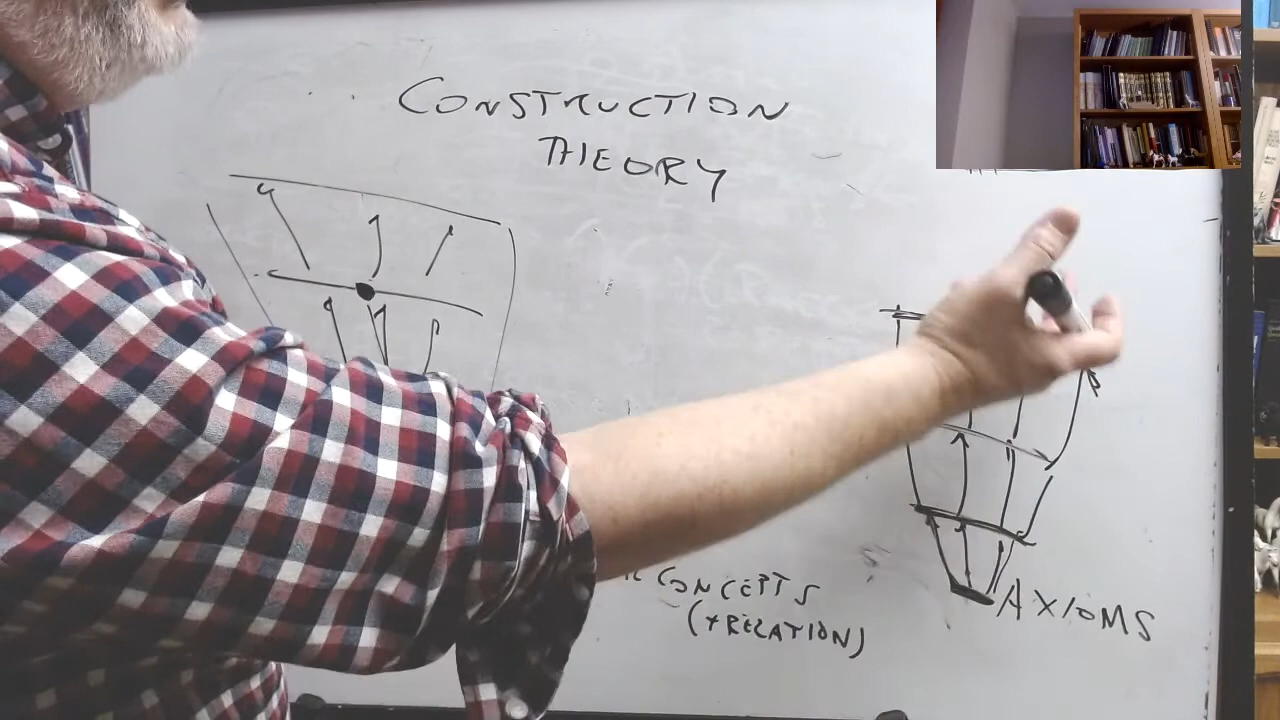 CONSTRUCTION
THEORY
CONCEPTS
(+RELATION)
AXIOMS